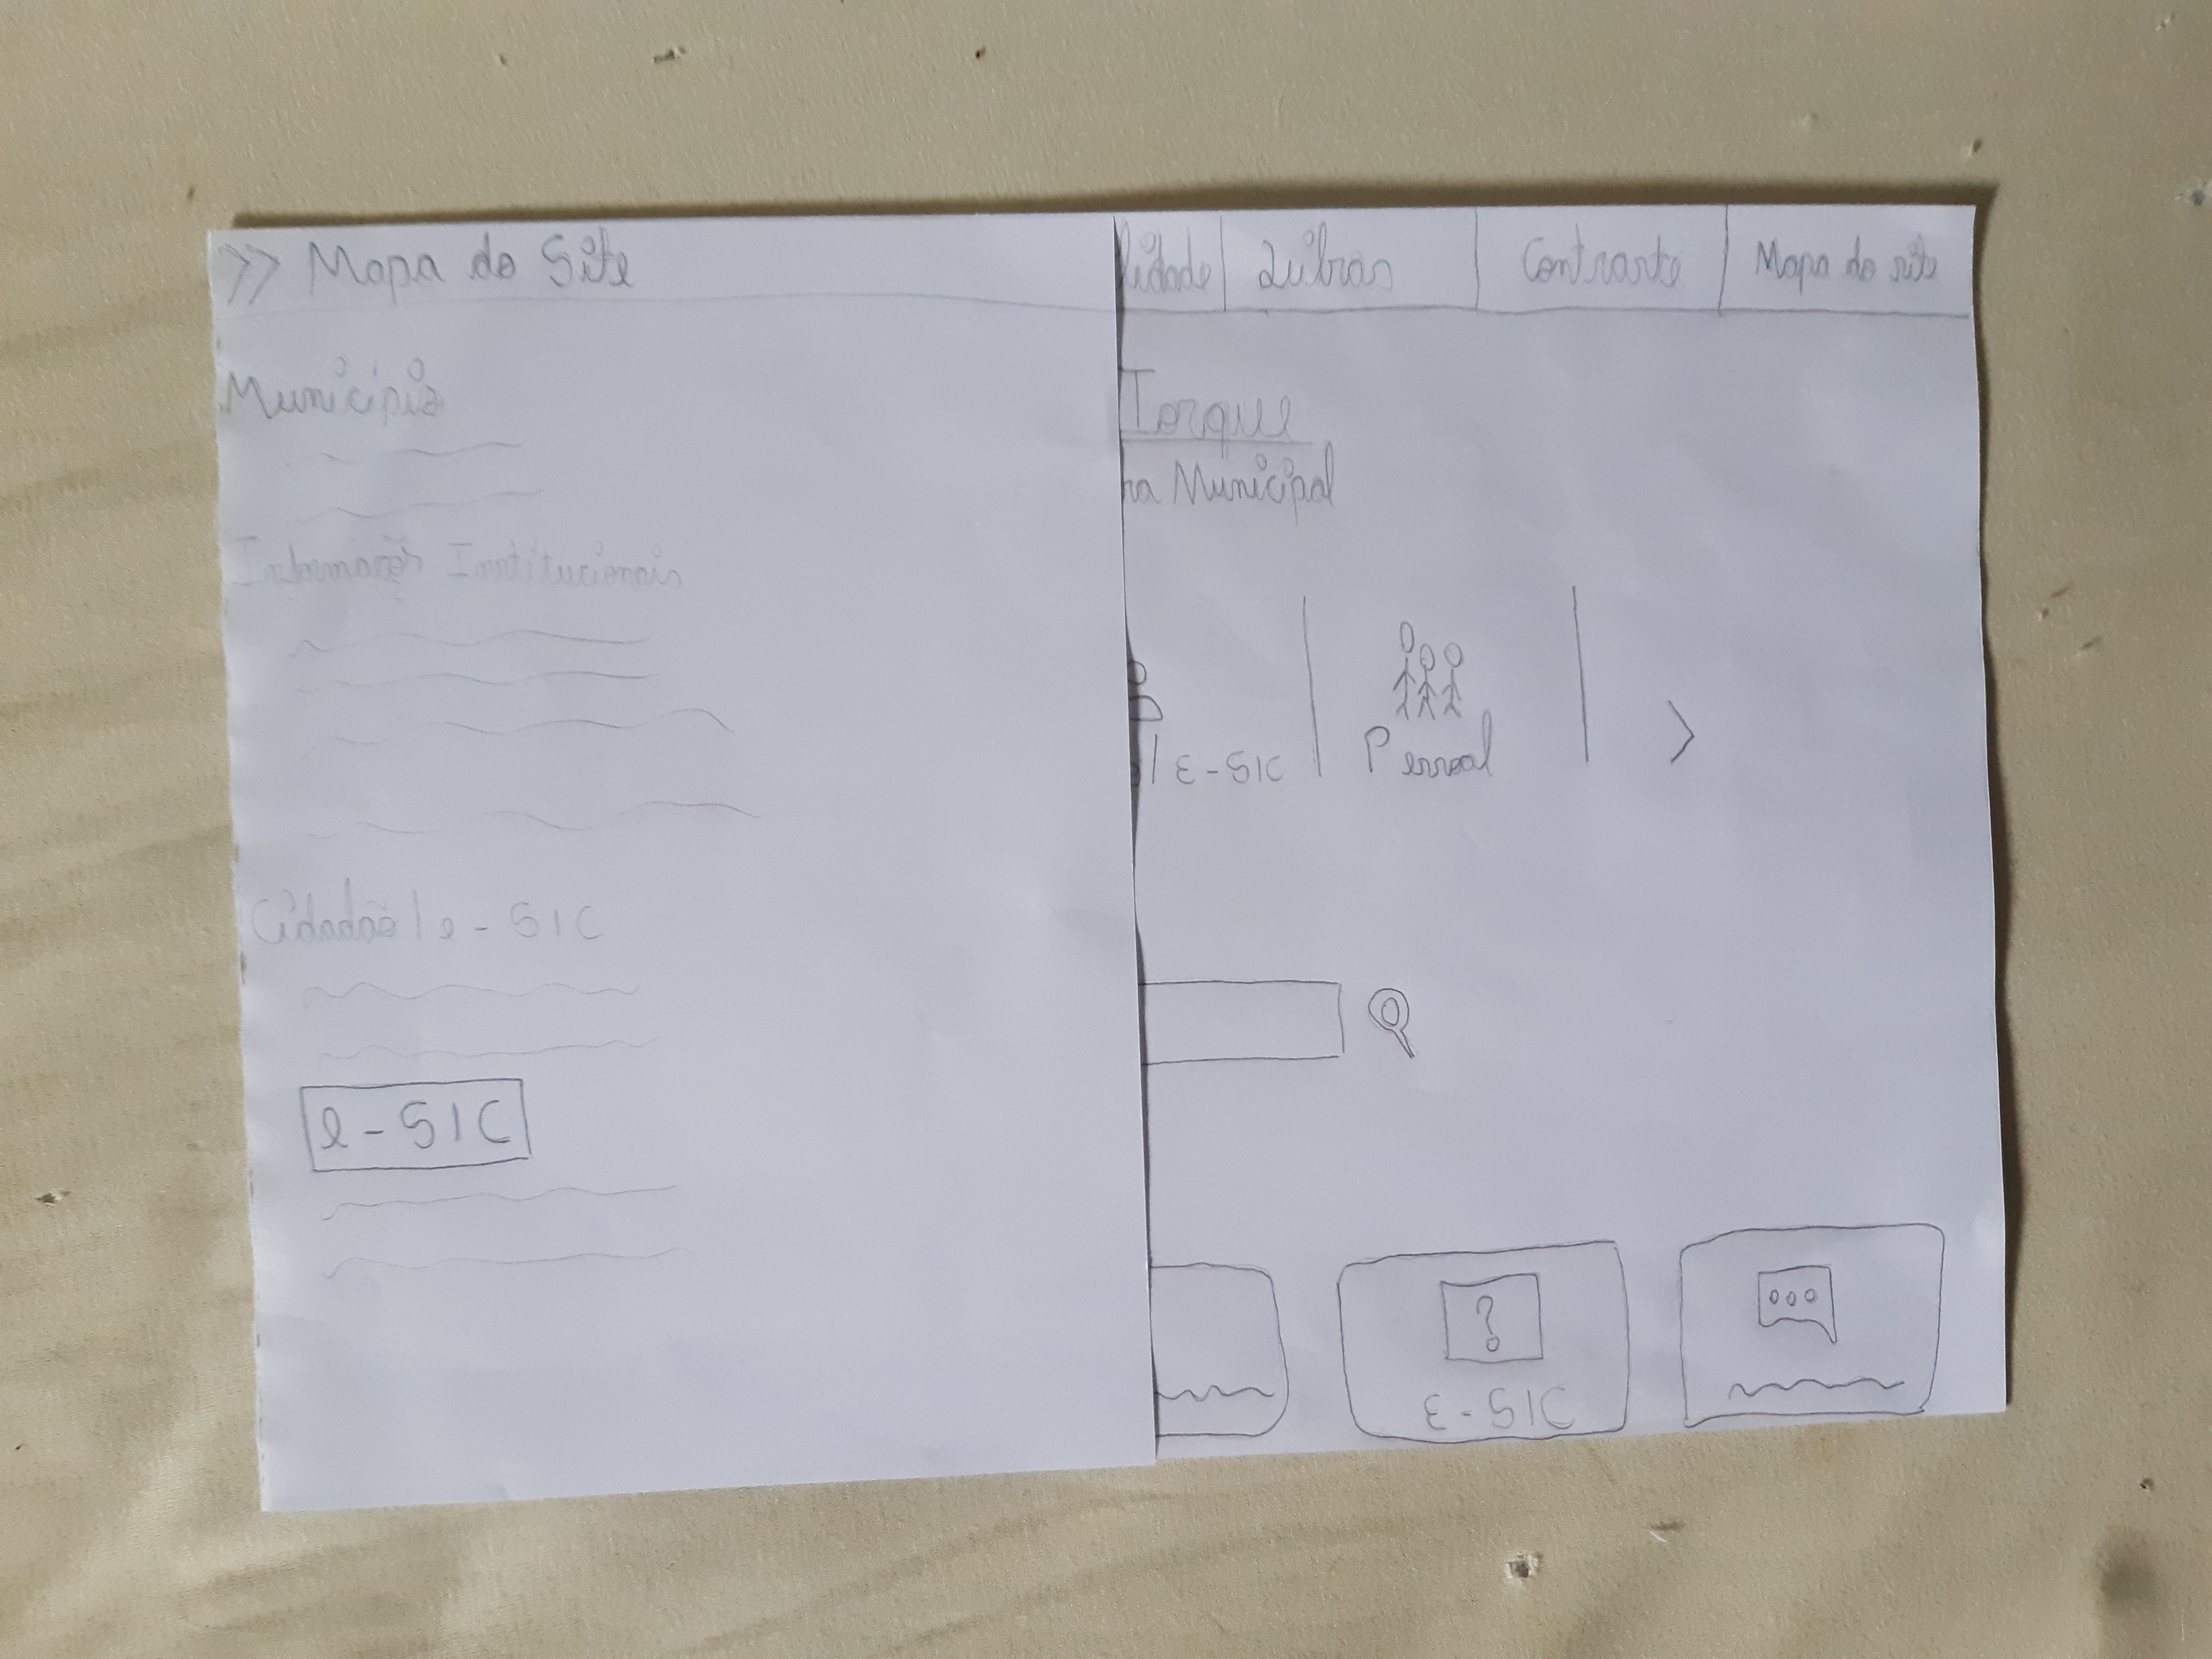 >> Mapa do Site
Município
Informações Institucionais
Cidadão / e-SIC
e-SIC
lidade
Libras
Contraste
Mapa do site
Torque
ra Municipal
/ E-SIC
Pessoal
>
?
E-SIC